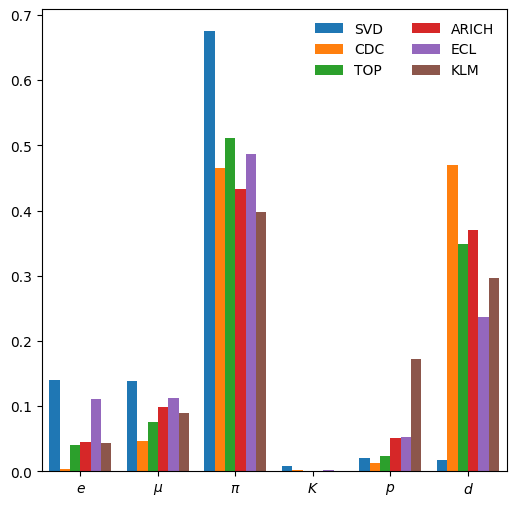 0.7
0.6
0.5
0.4
0.3
0.2
0.1
0.0
SVD
CDC
TOP
ARICH
ECL
KLM
e μ π K p d